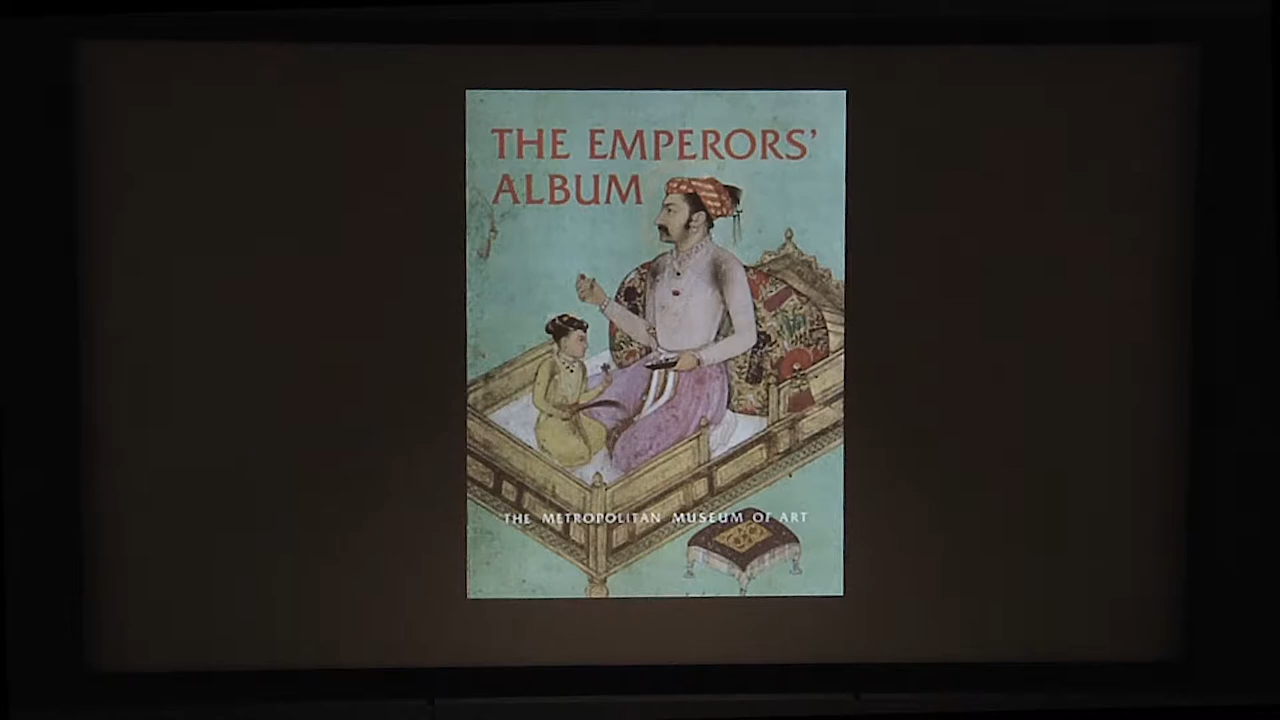 THE EMPERORS’
ALBUM
THE METROPOLITAN MUSEUM OF ART